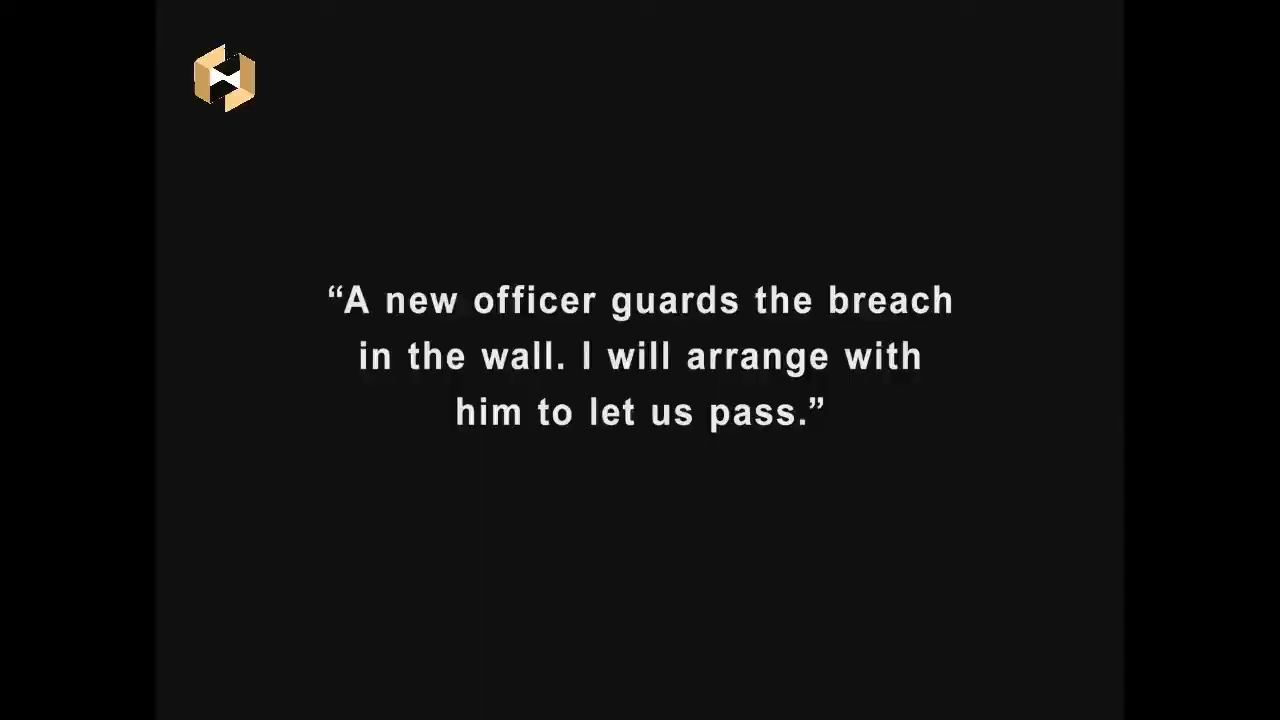 “A new officer guards the breach
in the wall. I will arrange with
him to let us pass.”